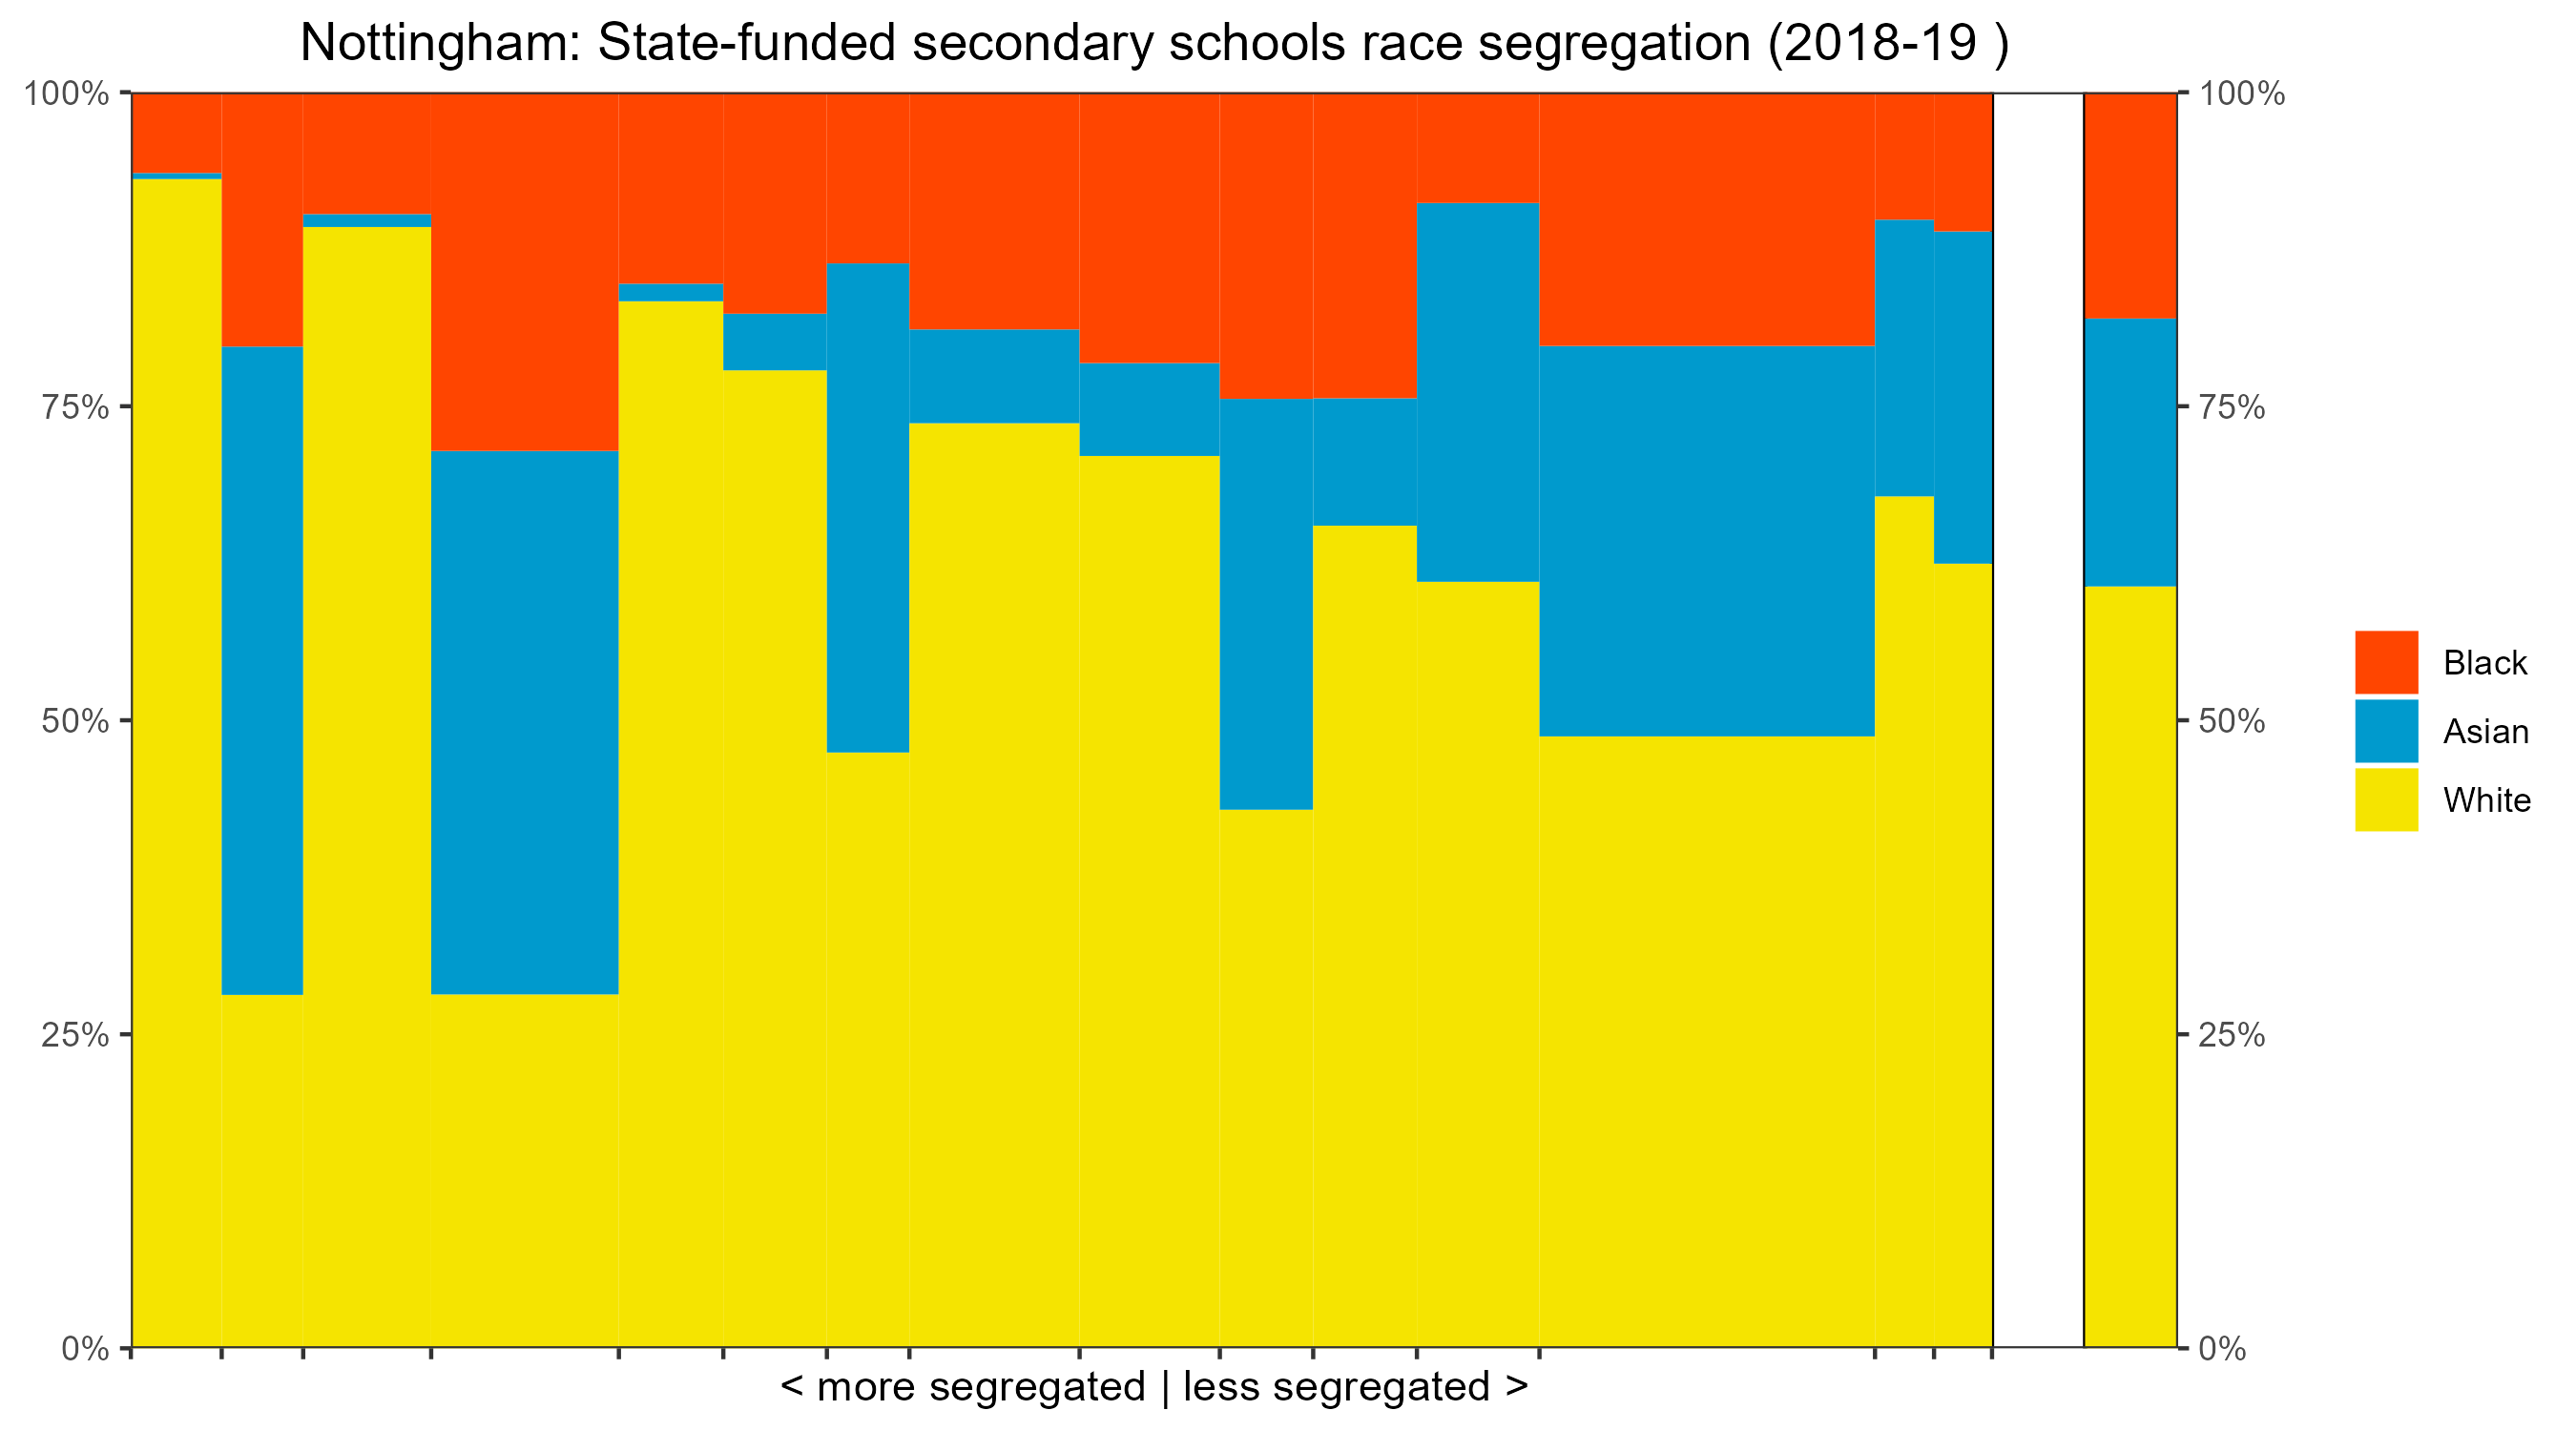 Nottingham: State-funded secondary schools race segregation (2018-19 )
100%
75%
50%
25%
0%
100%
75%
50%
25%
0%
Black
Asian
White
< more segregated | less segregated >